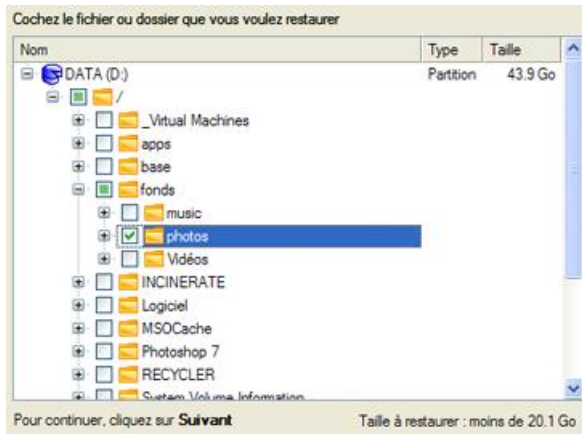 Cochez le fichier ou dossier que vous voulez restaurer
Nom Type Taille
DATA (D:) Partition 43.9 Go
/
_Virtual Machines
apps
base
fonds
music
photos
Vidéos
INCINERATE
Logiciel
MSOCache
Photoshop 7
RECYCLER
System Volume Information
Pour continuer, cliquez sur Suivant Taille à restaurer : moins de 20.1 Go